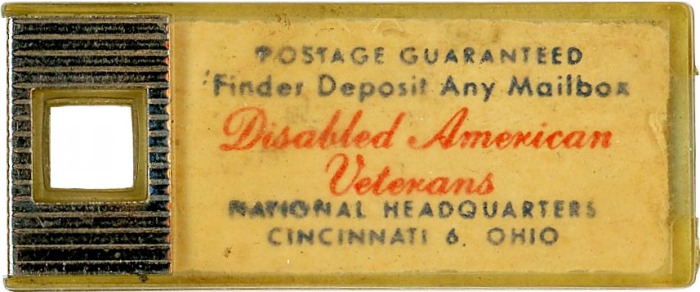 POSTAGE GUARANTEED
Finder Deposit Any Mailbox
Disabled American
Veterans
NATIONAL HEADQUARTERS
CINCINNATI 6, OHIO